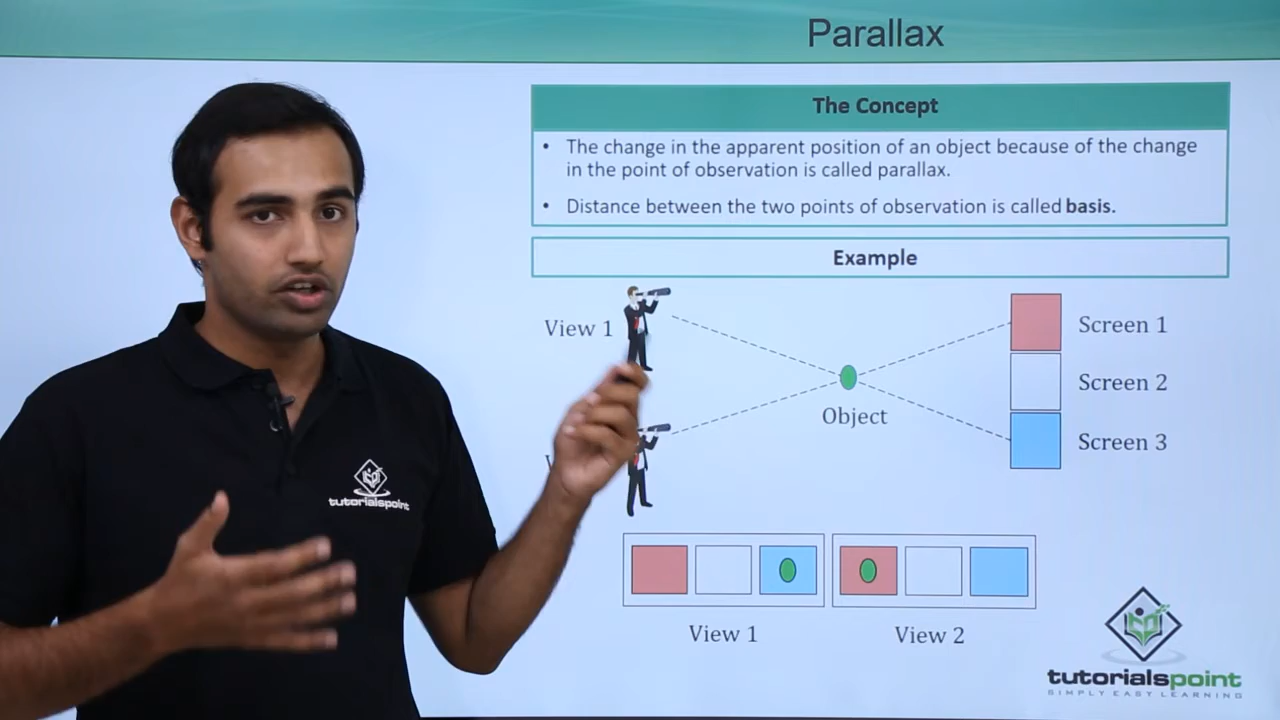 Parallax
The Concept
• The change in the apparent position of an object because of the change
in the point of observation is called parallax.
• Distance between the two points of observation is called basis.
Example
View 1
Screen 1
Screen 2
Object
Screen 3
tutorialspoint
View 1
View 2
tutorialspoint
SIMPLY EASY LEARNING